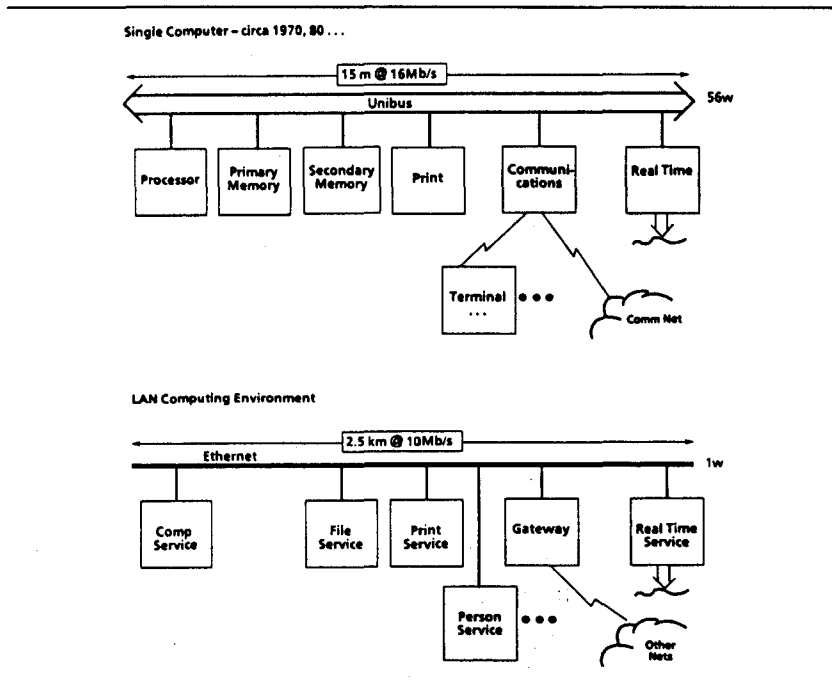 Single Computer – circa 1970, 80 . . .
15 m @ 16Mb/s
Unibus
56w
Processor
Primary
Memory
Secondary
Memory
Print
Communi-
cations
Real Time
Terminal
. . .
Comm Net
LAN Computing Environment
2.5 km @ 10Mb/s
Ethernet
1w
Comp
Service
File
Service
Print
Service
Gateway
Real Time
Service
Person
Service
Other
Nets